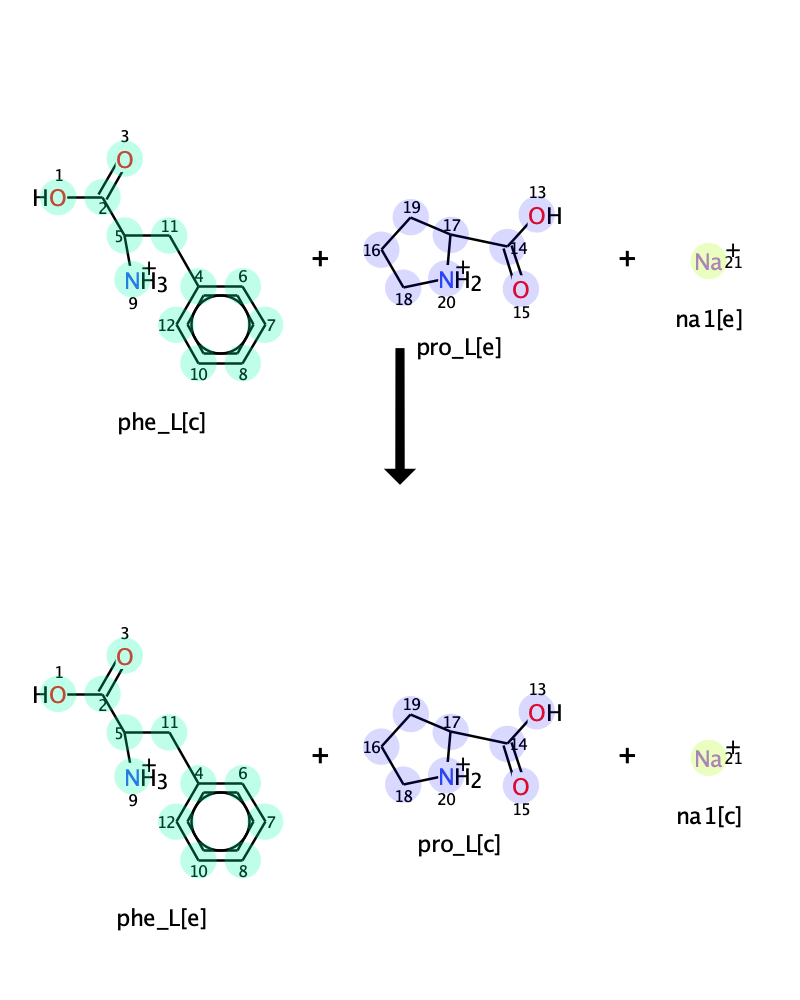 3
1
HO O
2
5 11
+
NH3
9
4 6
12 7
10 8
phe_L[c]
+
13
19
17
OH
14
16
+
NH2
O
18 20
15
pro_L[e]
+
+
Na 21
na1[e]
3
O
1
HO O
2
5 11
+
NH3
9
4 6
12 7
10 8
phe_L[e]
+
13
19
17
OH
14
16
+
NH2
O
18 20
15
pro_L[c]
+
+
Na 21
na1[c]